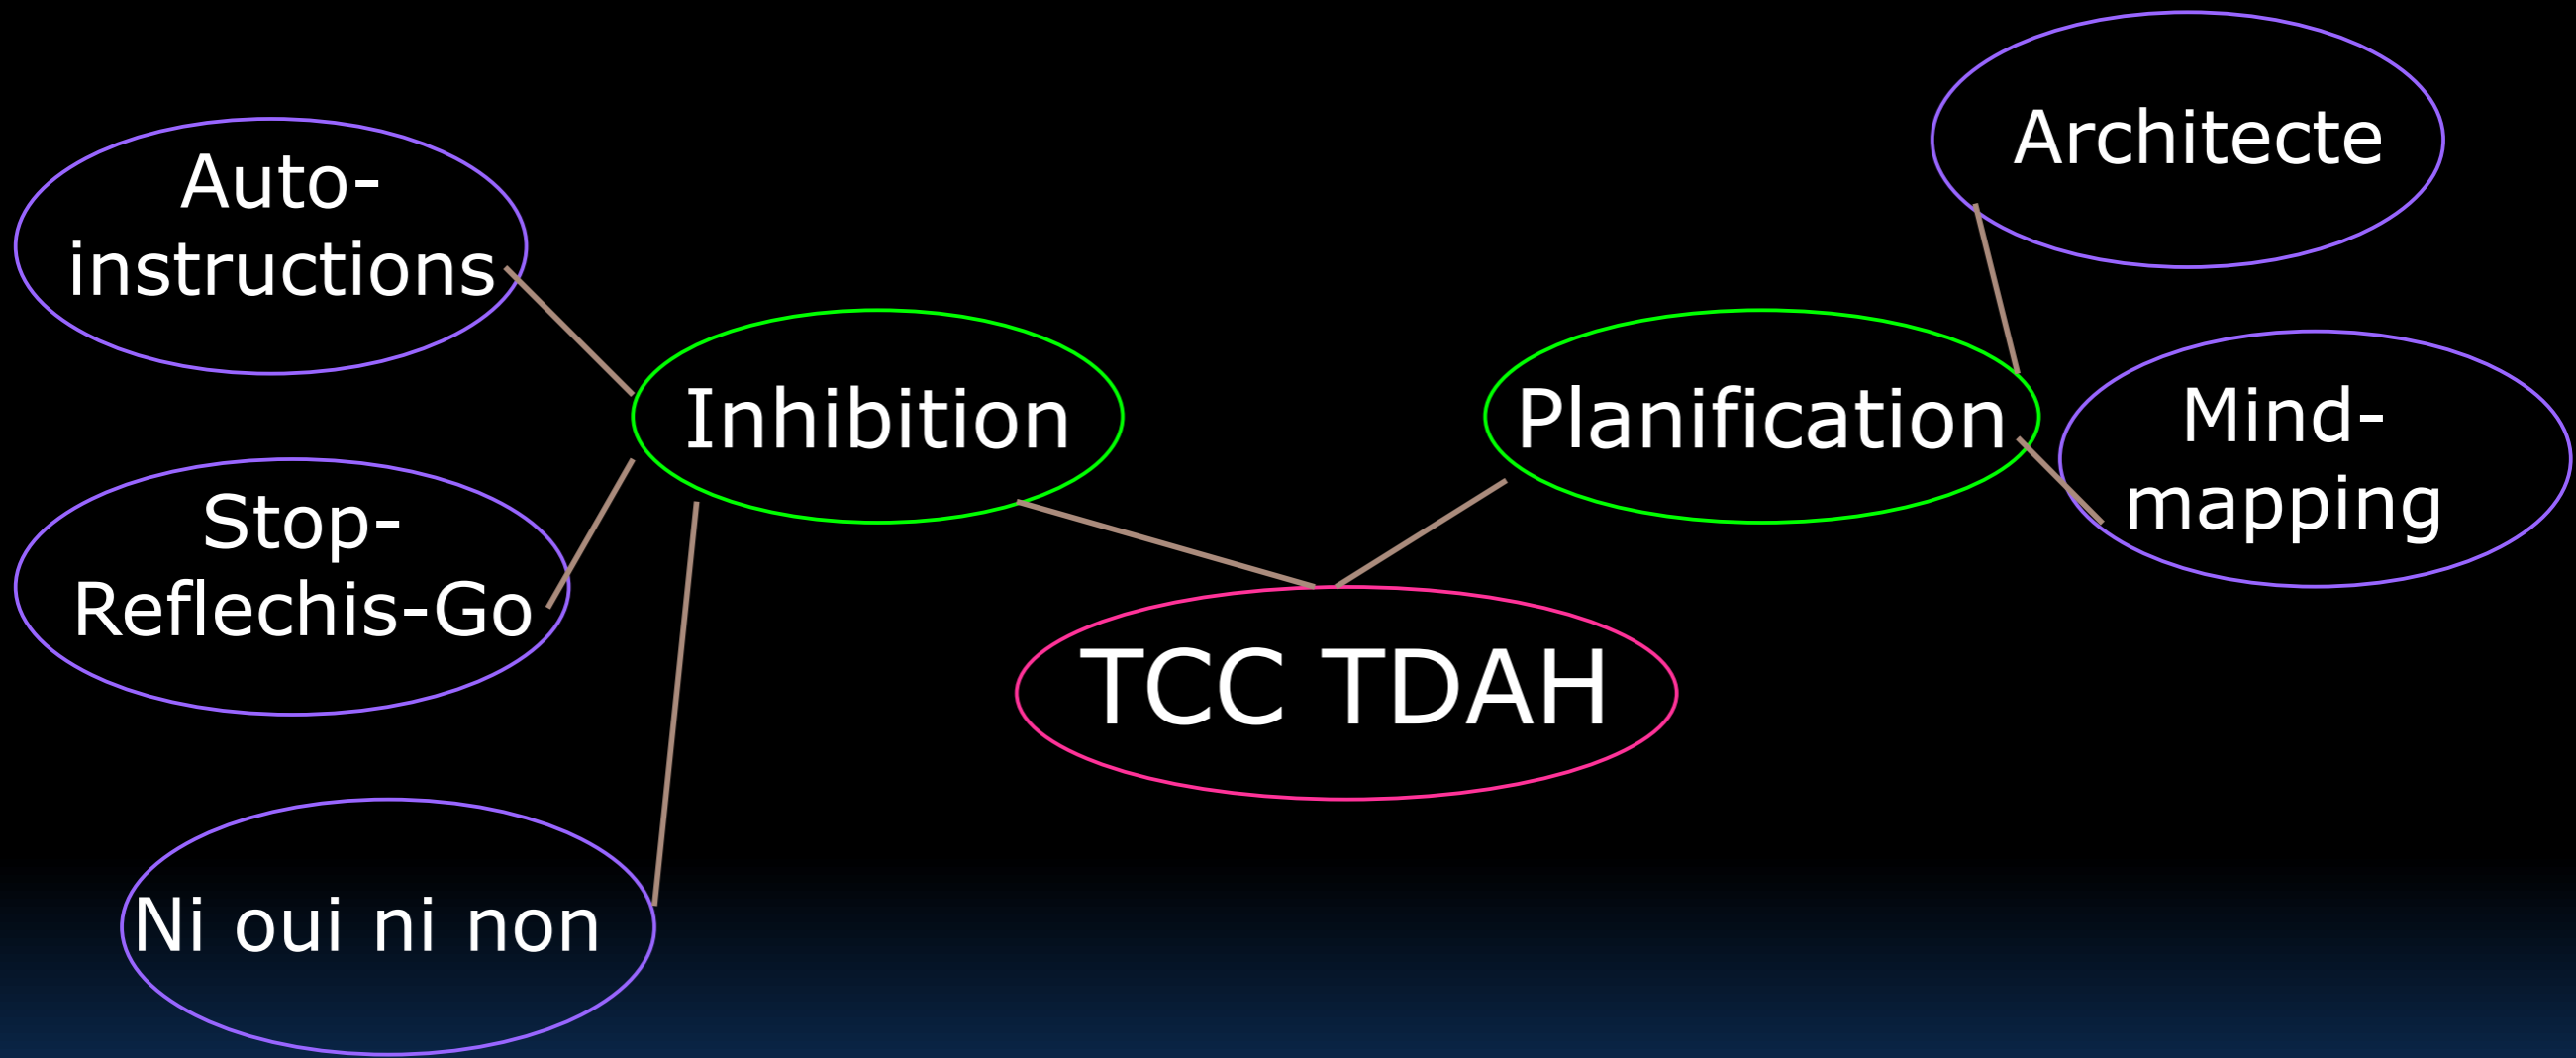 Auto-
instructions
Stop-
Reflechis-Go
Ni oui ni non
Inhibition
TCC TDAH
Planification
Architecte
Mind-
mapping